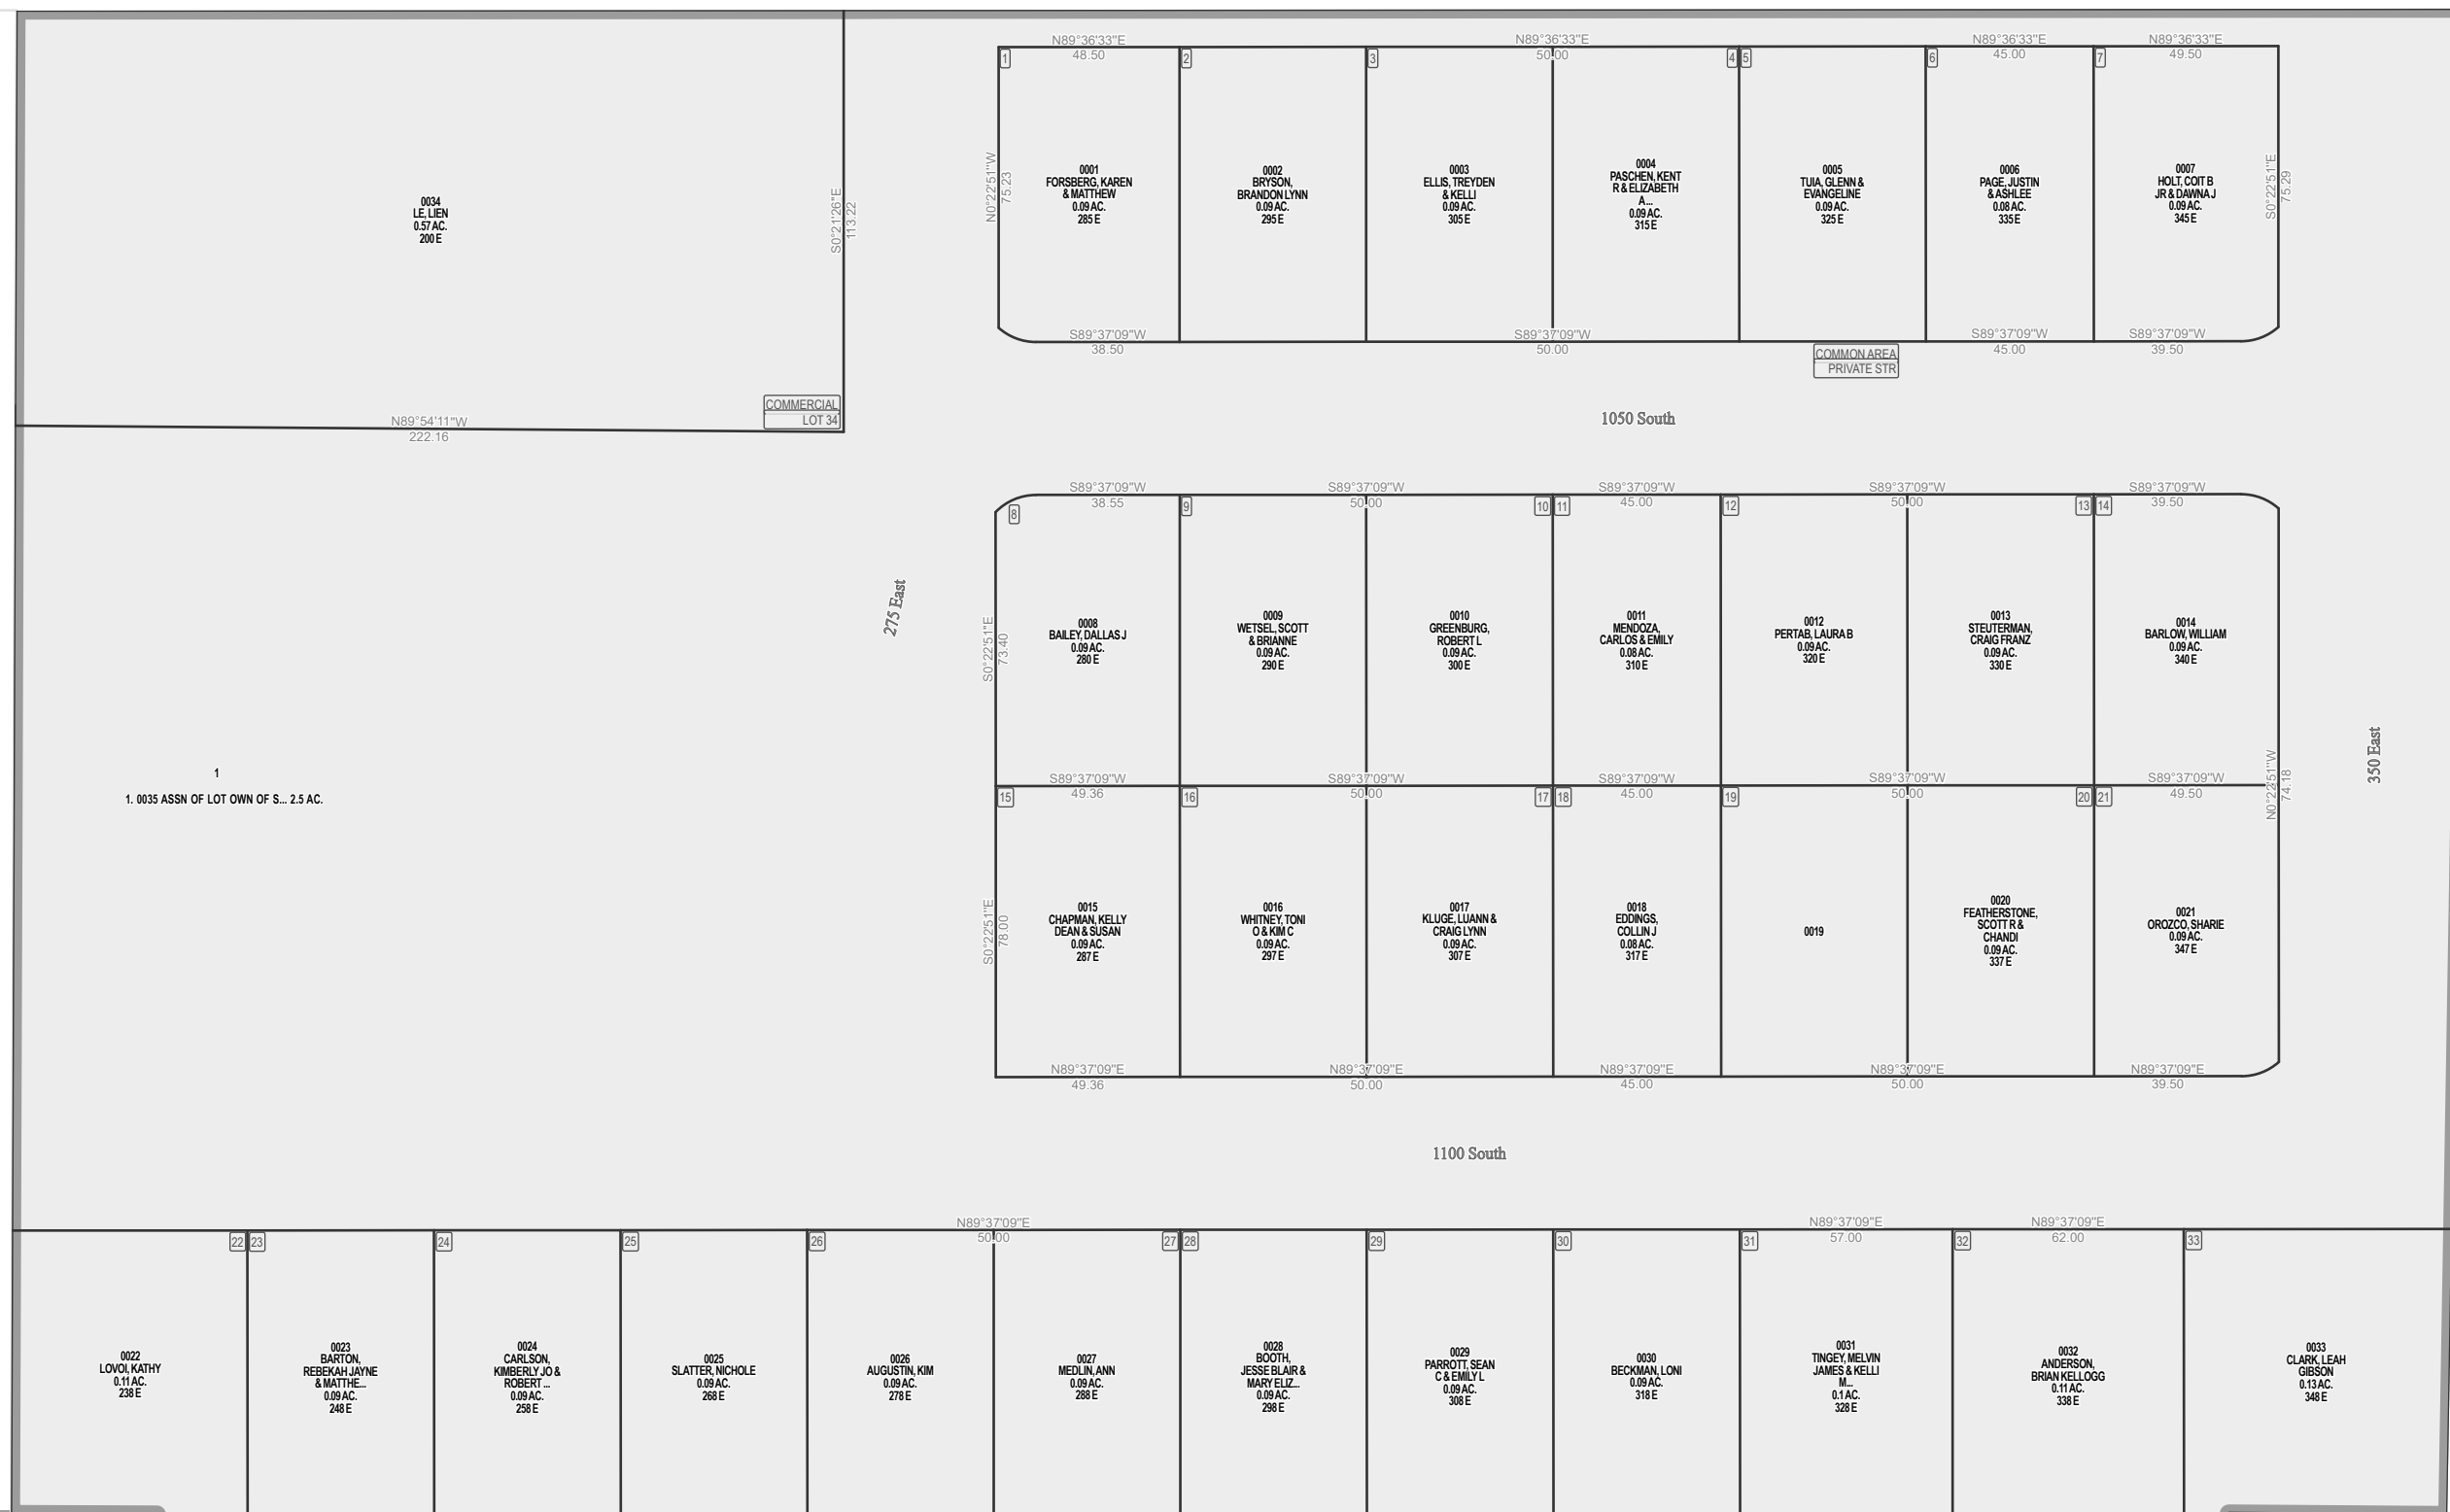 N89°36'33"E
48.50
N89°36'33"E
50.00
N89°36'33"E
45.00
N89°36'33"E
49.50
1
2
3
4
5
6
7
0034
LE, LIEN
0.57 AC.
200 E
S0°21'26"E
113.22
N0°22'51"W
75.23
0001
FORSBERG, KAREN
& MATTHEW
0.09 AC.
285 E
0002
BRYSON,
BRANDON LYNN
0.09 AC.
295 E
0003
ELLIS, TREYDEN
& KELLI
0.09 AC.
305 E
0004
PASCHEN, KENT
R & ELIZABETH
A...
0.09 AC.
315 E
0005
TUIA, GLENN &
EVANGELINE
0.09 AC.
325 E
0006
PAGE, JUSTIN
& ASHLEE
0.08 AC.
335 E
0007
HOLT, COIT B
JR & DAWNA J
0.09 AC.
345 E
S0°22'51"E
75.29
S89°37'09"W
38.50
S89°37'09"W
50.00
S89°37'09"W
45.00
S89°37'09"W
39.50
COMMON AREA
PRIVATE STR
COMMERCIAL
LOT 34
N89°54'11"W
222.16
1050 South
S89°37'09"W
38.55
S89°37'09"W
50.00
S89°37'09"W
45.00
S89°37'09"W
50.00
S89°37'09"W
39.50
8
9
10
11
12
13
14
275 East
S0°22'51"E
73.40
0008
BAILEY, DALLAS J
0.09 AC.
280 E
0009
WETSEL, SCOTT
& BRIANNE
0.09 AC.
290 E
0010
GREENBURG,
ROBERT L
0.09 AC.
300 E
0011
MENDOZA,
CARLOS & EMILY
0.08 AC.
310 E
0012
PERTAB, LAURA B
0.09 AC.
320 E
0013
STEUTERMAN,
CRAIG FRANZ
0.09 AC.
330 E
0014
BARLOW, WILLIAM
0.09 AC.
340 E
350 East
1
1. 0035 ASSN OF LOT OWN OF S... 2.5 AC.
S89°37'09"W
49.36
S89°37'09"W
50.00
S89°37'09"W
45.00
S89°37'09"W
50.00
S89°37'09"W
49.50
N0°22'51"W
74.18
15
16
17
18
19
20
21
S0°22'51"E
78.00
0015
CHAPMAN, KELLY
DEAN & SUSAN
0.09 AC.
287 E
0016
WHITNEY, TONI
O & KIM C
0.09 AC.
297 E
0017
KLUGE, LUANN &
CRAIG LYNN
0.09 AC.
307 E
0018
EDDINGS,
COLLIN J
0.08 AC.
317 E
0019
0020
FEATHERSTONE,
SCOTT R &
CHANDI
0.09 AC.
337 E
0021
OROZCO, SHARIE
0.09 AC.
347 E
N89°37'09"E
49.36
N89°37'09"E
50.00
N89°37'09"E
45.00
N89°37'09"E
50.00
N89°37'09"E
39.50
1100 South
N89°37'09"E
50.00
N89°37'09"E
57.00
N89°37'09"E
62.00
22
23
24
25
26
27
28
29
30
31
32
33
0022
LOVOI, KATHY
0.11 AC.
238 E
0023
BARTON,
REBEKAH JAYNE
& MATTHE...
0.09 AC.
248 E
0024
CARLSON,
KIMBERLY JO &
ROBERT ...
0.09 AC.
258 E
0025
SLATTER, NICHOLE
0.09 AC.
268 E
0026
AUGUSTIN, KIM
0.09 AC.
278 E
0027
MEDLIN, ANN
0.09 AC.
288 E
0028
BOOTH,
JESSE BLAIR &
MARY ELIZ...
0.09 AC.
298 E
0029
PARROTT, SEAN
C & EMILY L
0.09 AC.
308 E
0030
BECKMAN, LONI
0.09 AC.
318 E
0031
TINGEY, MELVIN
JAMES & KELLI
M...
0.1 AC.
328 E
0032
ANDERSON,
BRIAN KELLOGG
0.11 AC.
338 E
0033
CLARK, LEAH
GIBSON
0.13 AC.
348 E